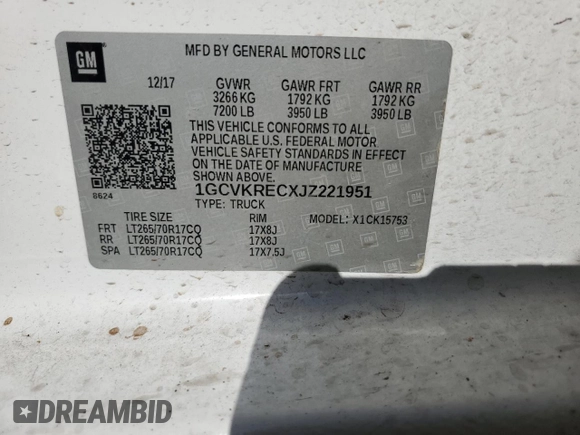 GM
MFD BY GENERAL MOTORS LLC
12/17 GVWR GAWR FRT GAWR RR
3266 KG 1792 KG 1792 KG
7200 LB 3950 LB 3950 LB
THIS VEHICLE CONFORMS TO ALL
APPLICABLE U.S. FEDERAL MOTOR
VEHICLE SAFETY STANDARDS IN EFFECT
ON THE DATE OF MANUFACTURE
SHOWN ABOVE.
8624
1GCVKRECXJZ221951
TYPE: TRUCK
TIRE SIZE RIM MODEL: X1CK15753
FRT LT265/70R17CQ 17X8J
RR LT265/70R17CQ 17X8J
SPA LT265/70R17CQ 17X7.5J
DREAMBID